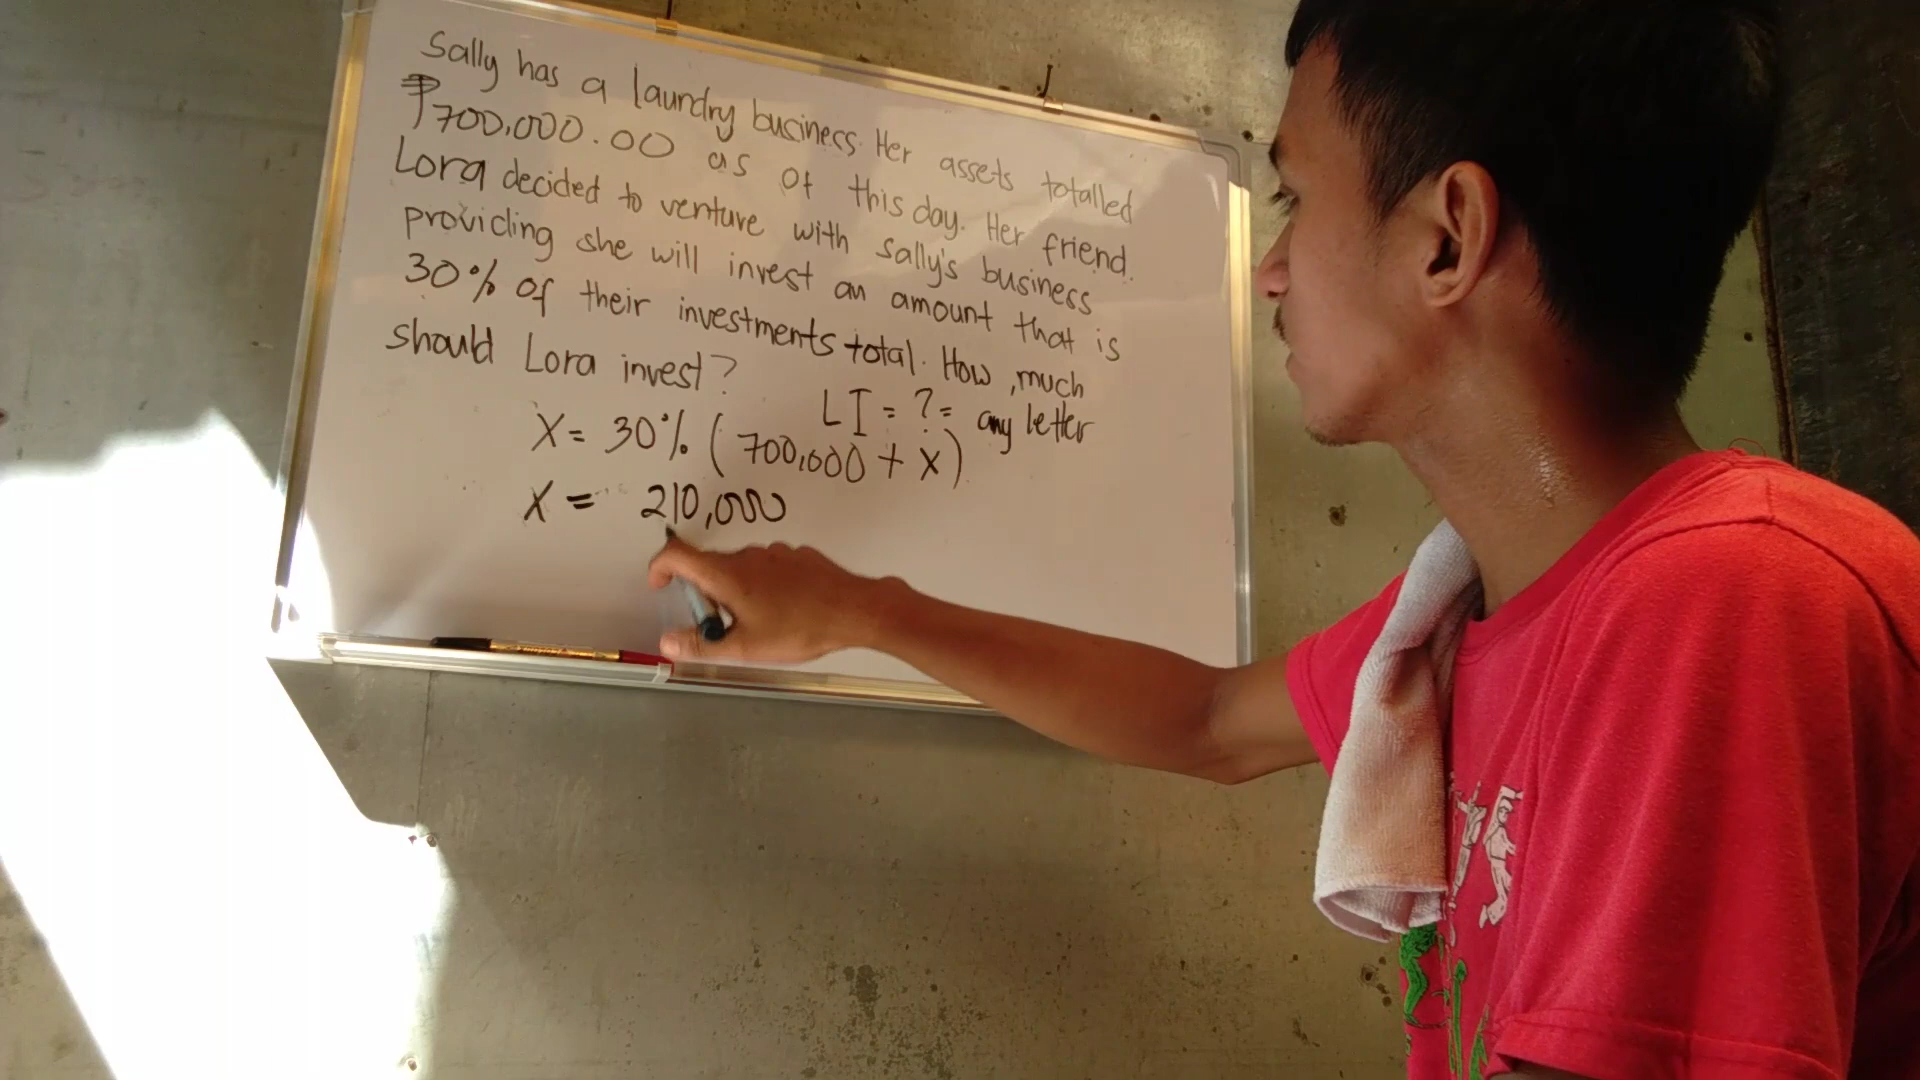 Sally has a laundry business. Her assets totalled
₱700,000.00 as of this day. Her friend.
Lora decided to venture with Sally's business
providing she will invest an amount that is
30% of their investments total. How much
should Lora invest?
LI = ? = any letter
X = 30% (700,000 + X)
X = 210,000